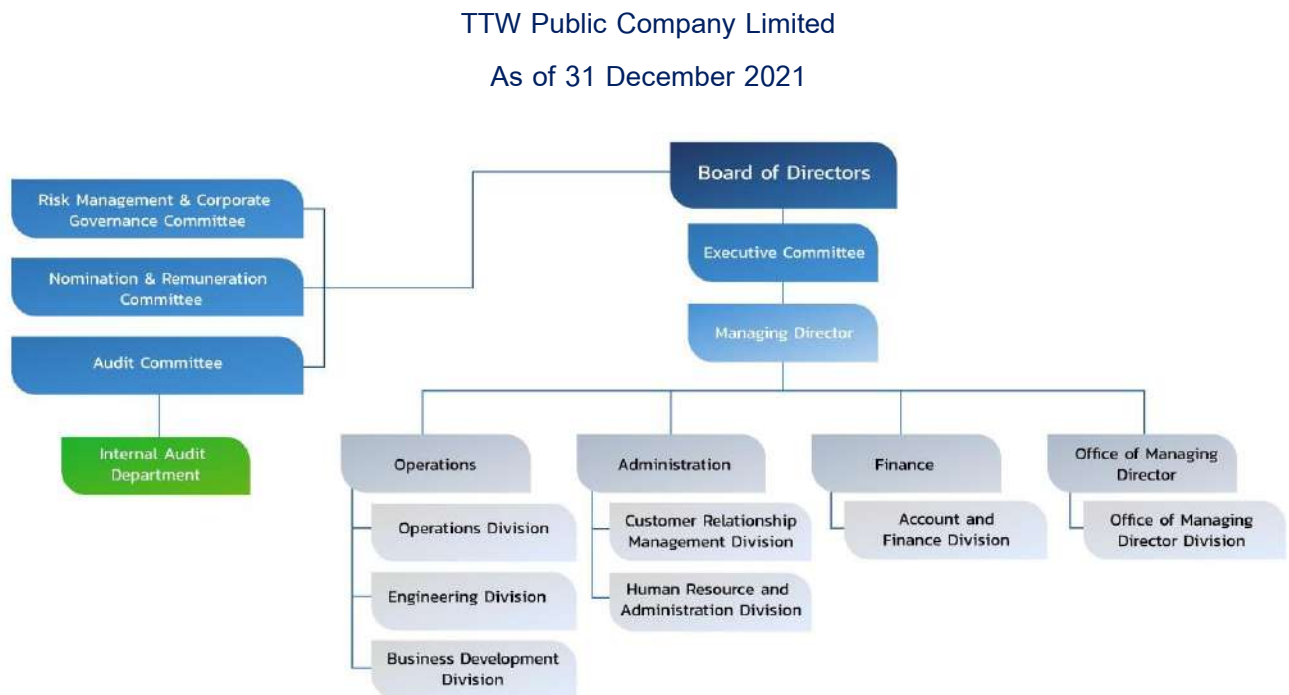 TTW Public Company Limited
As of 31 December 2021
Board of Directors
Risk Management & Corporate
Governance Committee
Executive Committee
Nomination & Remuneration
Committee
Managing Director
Audit Committee
Internal Audit
Department
Operations
Administration
Finance
Office of Managing
Director
Operations Division
Customer Relationship
Management Division
Account and
Finance Division
Office of Managing
Director Division
Engineering Division
Human Resource and
Administration Division
Business Development
Division